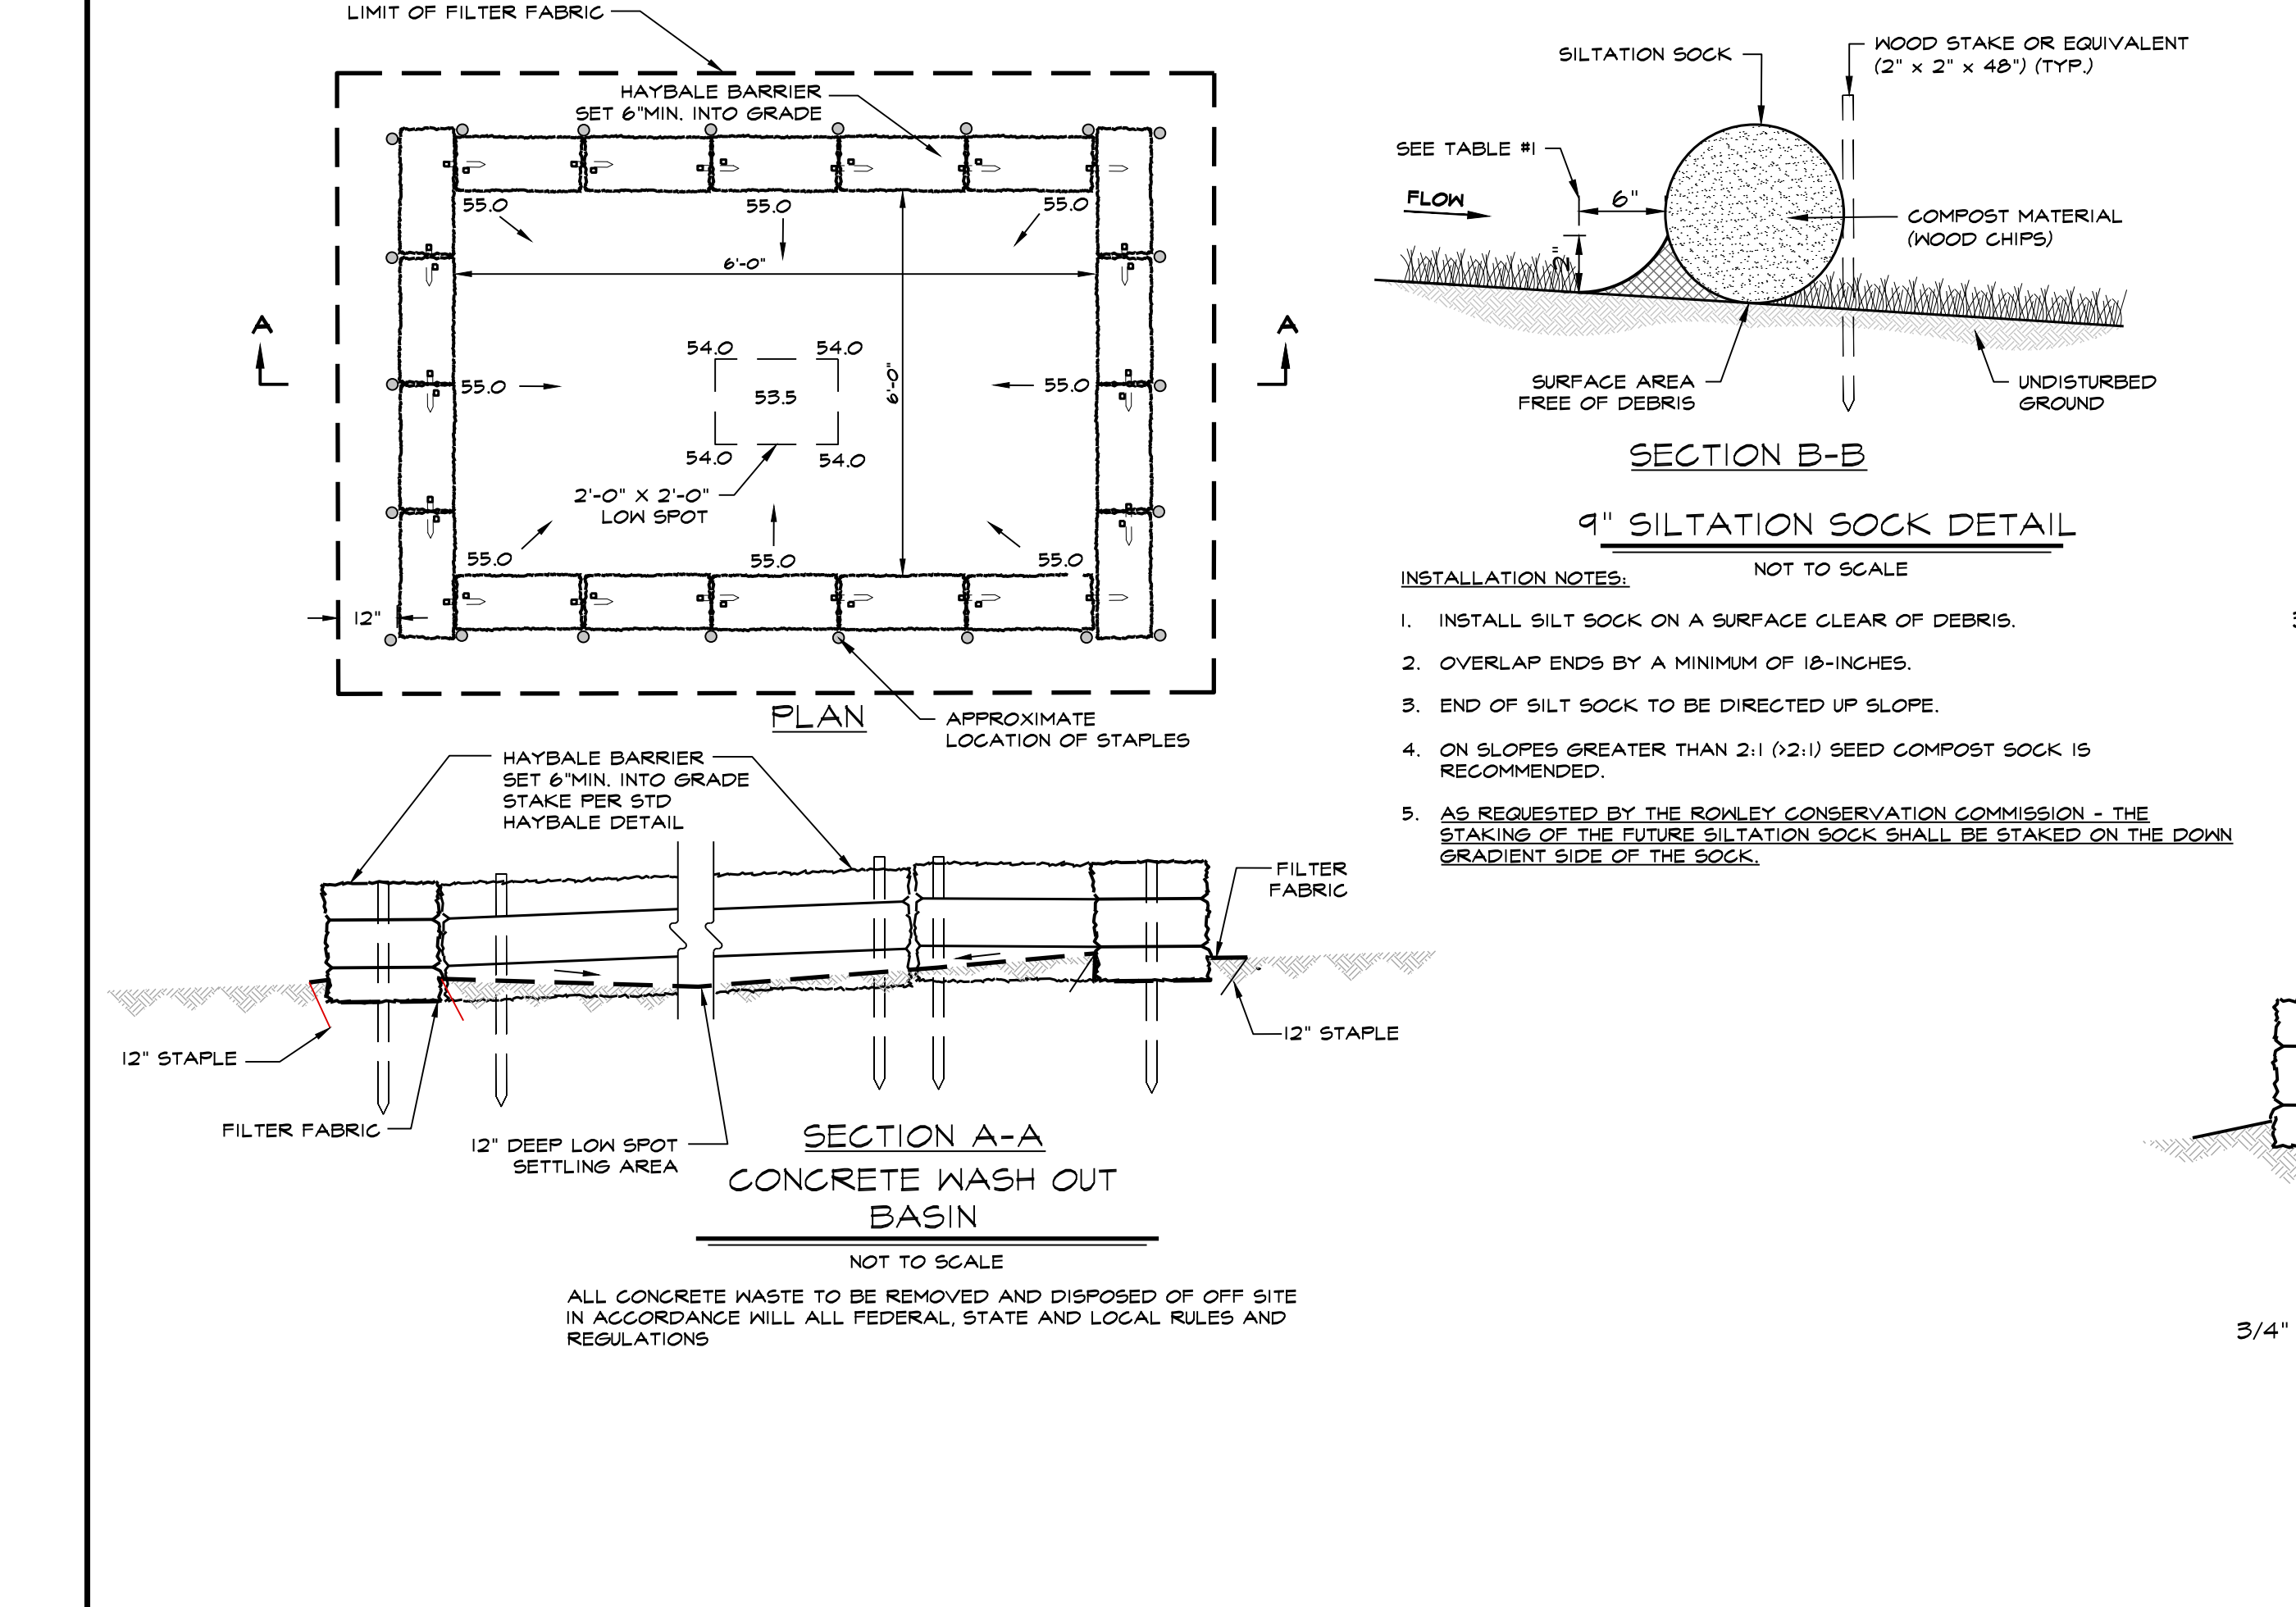 LIMIT OF FILTER FABRIC
HAYBALE BARRIER
SET 6"MIN. INTO GRADE
55.0
55.0
55.0
6'-0"
A
A
54.0
54.0
6'-0"
55.0
53.5
55.0
54.0
54.0
2'-0" X 2'-0"
LOW SPOT
55.0
55.0
55.0
12"
PLAN
APPROXIMATE
LOCATION OF STAPLES
HAYBALE BARRIER
SET 6"MIN. INTO GRADE
STAKE PER STD
HAYBALE DETAIL
FILTER
FABRIC
12" STAPLE
12" STAPLE
FILTER FABRIC
12" DEEP LOW SPOT
SETTLING AREA
SECTION A-A
CONCRETE WASH OUT
BASIN
NOT TO SCALE
ALL CONCRETE WASTE TO BE REMOVED AND DISPOSED OF OFF SITE
IN ACCORDANCE WILL ALL FEDERAL, STATE AND LOCAL RULES AND
REGULATIONS
SILTATION SOCK
WOOD STAKE OR EQUIVALENT
(2" x 2" x 48") (TYP.)
SEE TABLE #1
FLOW
6"
2"
COMPOST MATERIAL
(WOOD CHIPS)
SURFACE AREA
FREE OF DEBRIS
UNDISTURBED
GROUND
SECTION B-B
9" SILTATION SOCK DETAIL
NOT TO SCALE
INSTALLATION NOTES:
1. INSTALL SILT SOCK ON A SURFACE CLEAR OF DEBRIS.
2. OVERLAP ENDS BY A MINIMUM OF 18-INCHES.
3. END OF SILT SOCK TO BE DIRECTED UP SLOPE.
4. ON SLOPES GREATER THAN 2:1 (>2:1) SEED COMPOST SOCK IS
RECOMMENDED.
5. AS REQUESTED BY THE ROWLEY CONSERVATION COMMISSION - THE
STAKING OF THE FUTURE SILTATION SOCK SHALL BE STAKED ON THE DOWN
GRADIENT SIDE OF THE SOCK.
3/4"